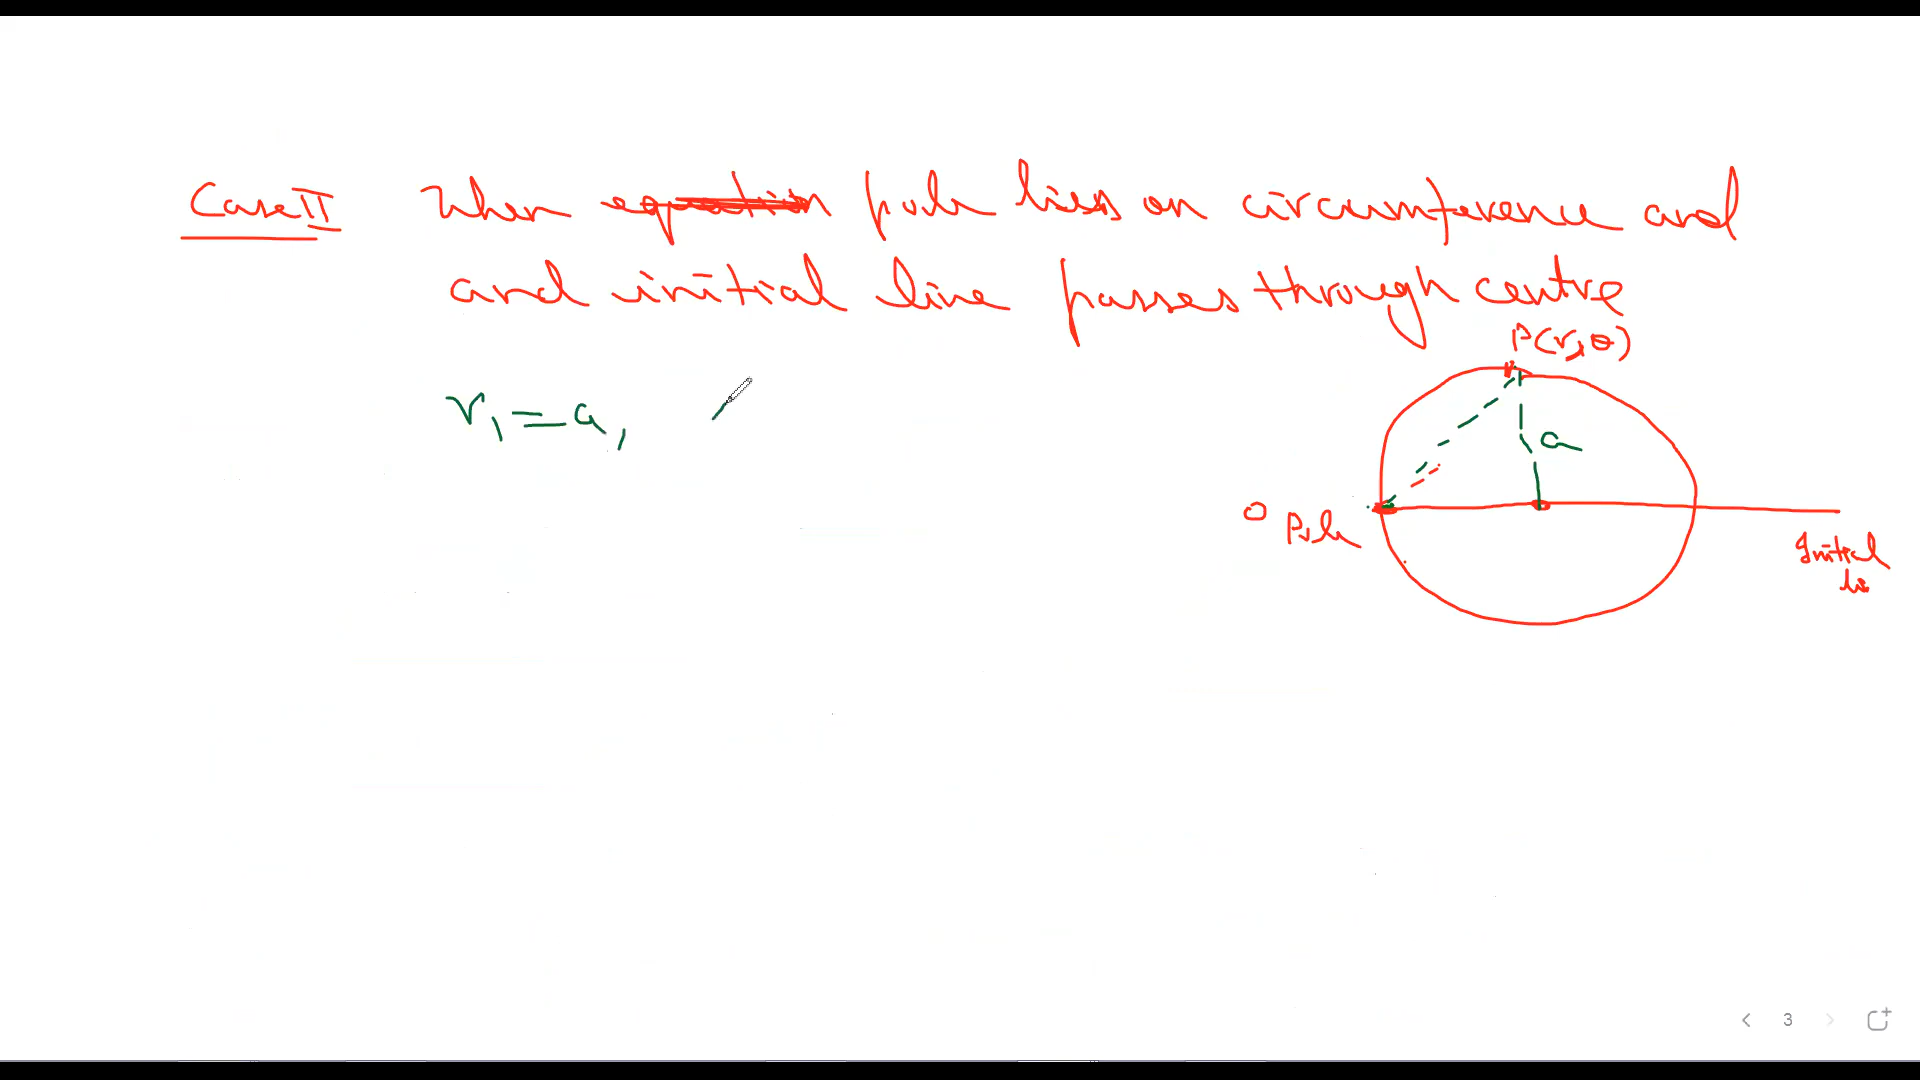 Case II When equation pole lies on circumference and
and initial line passes through centre
P(r, θ)
r₁ = a,
a
O Pole
Initial
3